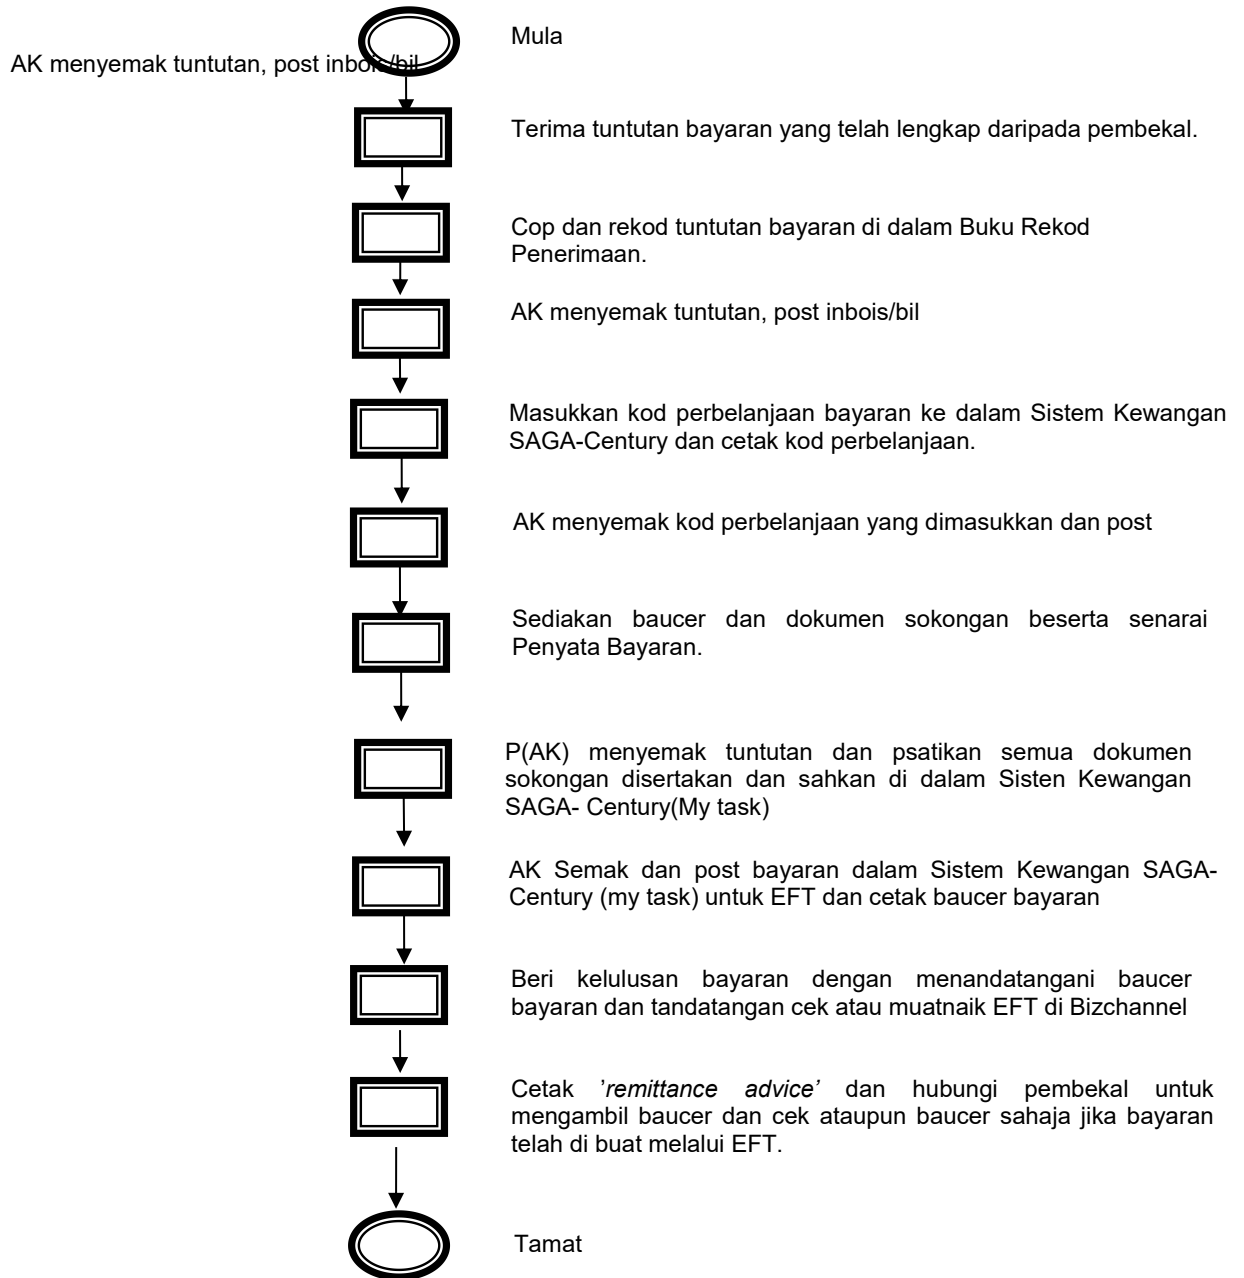 Mula
AK menyemak tuntutan, post inbois/bil
Terima tuntutan bayaran yang telah lengkap daripada pembekal.
Cop dan rekod tuntutan bayaran di dalam Buku Rekod
Penerimaan.
AK menyemak tuntutan, post inbois/bil
Masukkan kod perbelanjaan bayaran ke dalam Sistem Kewangan
SAGA-Century dan cetak kod perbelanjaan.
AK menyemak kod perbelanjaan yang dimasukkan dan post
Sediakan baucer dan dokumen sokongan beserta senarai
Penyata Bayaran.
P(AK) menyemak tuntutan dan psatikan semua dokumen
sokongan disertakan dan sahkan di dalam Sisten Kewangan
SAGA- Century(My task)
AK Semak dan post bayaran dalam Sistem Kewangan SAGA-
Century (my task) untuk EFT dan cetak baucer bayaran
Beri kelulusan bayaran dengan menandatangani baucer
bayaran dan tandatangan cek atau muatnaik EFT di Bizchannel
Cetak ’remittance advice’ dan hubungi pembekal untuk
mengambil baucer dan cek ataupun baucer sahaja jika bayaran
telah di buat melalui EFT.
Tamat